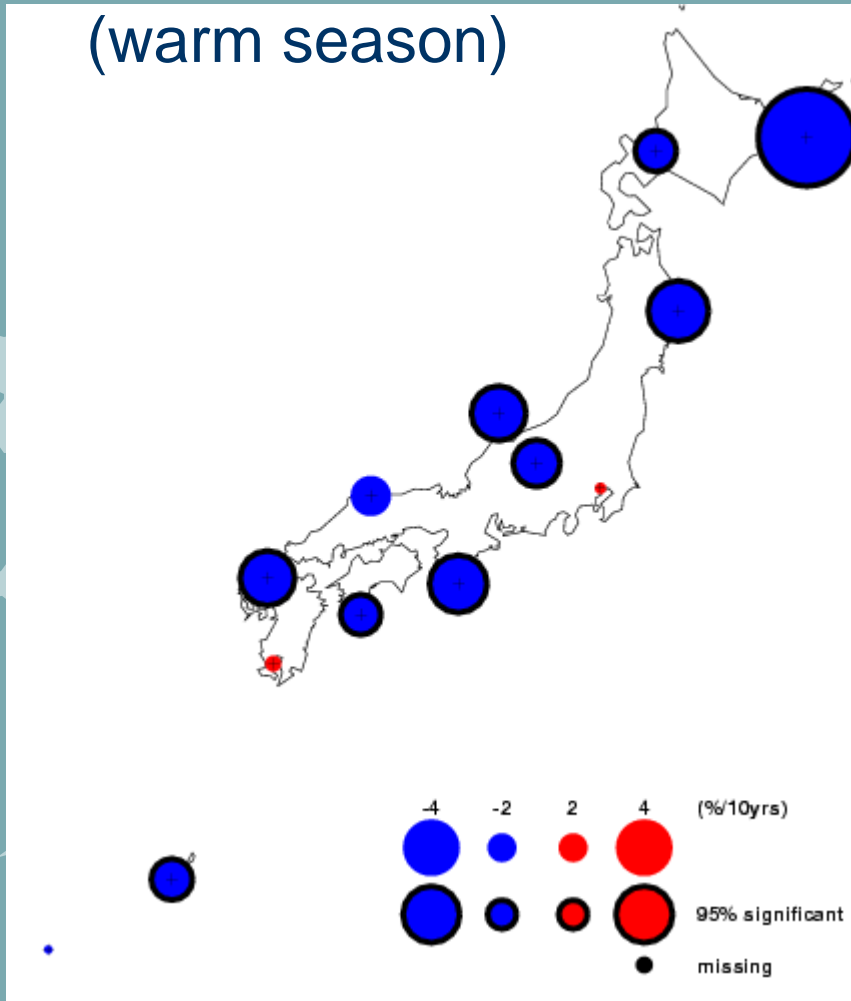 (warm season)
-4 -2 2 4 (%/10yrs)
95% significant
missing